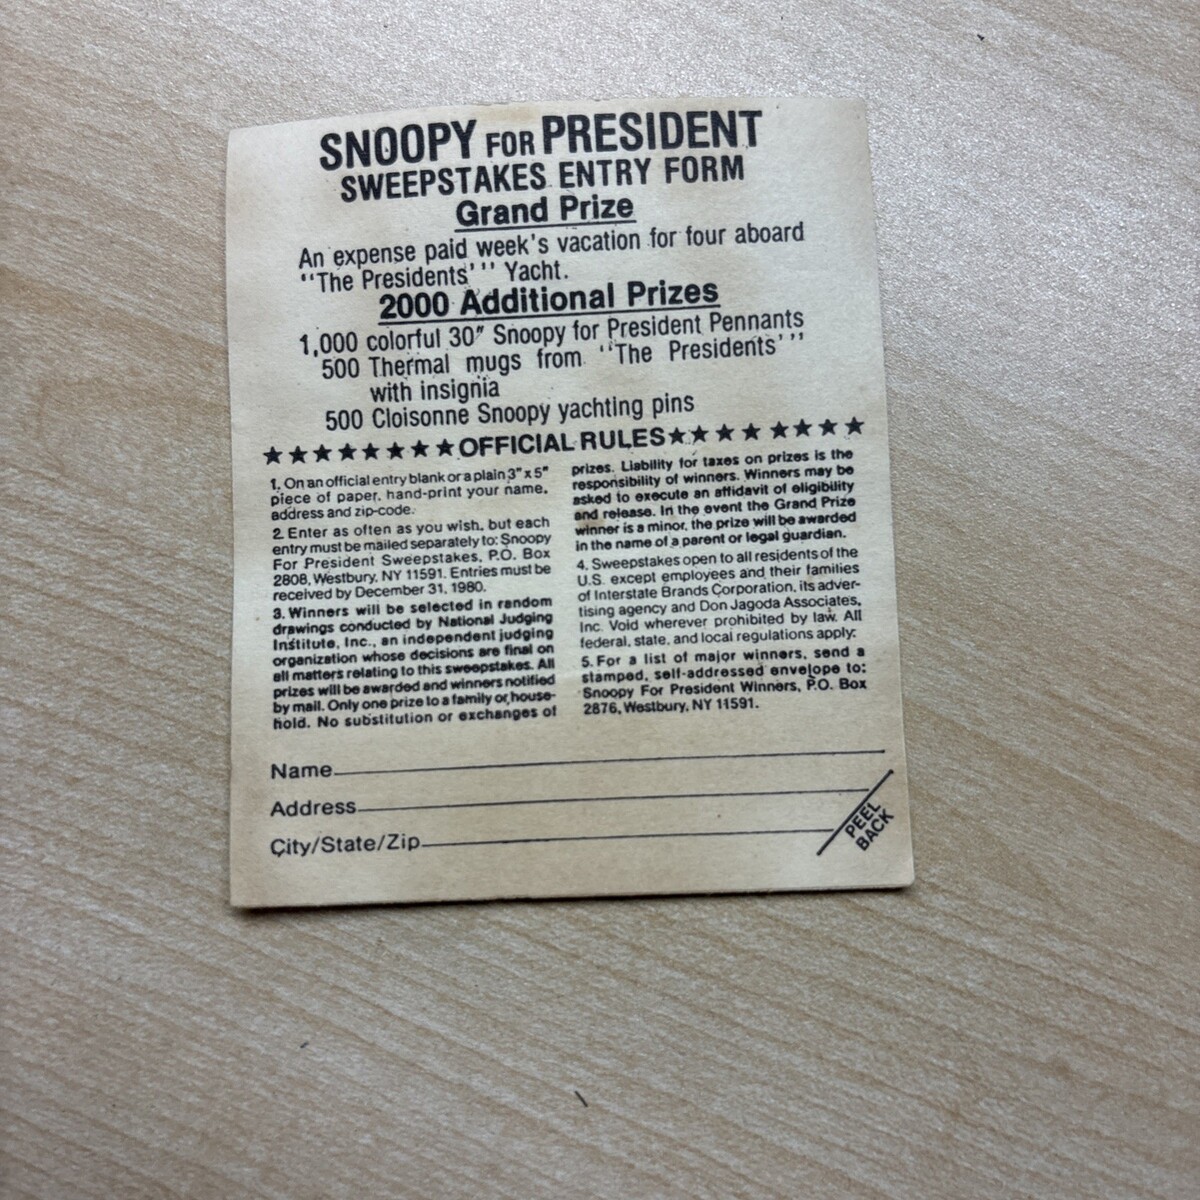 SNOOPY FOR PRESIDENT
SWEEPSTAKES ENTRY FORM
Grand Prize
An expense paid week's vacation for four aboard
"The Presidents'" Yacht.
2000 Additional Prizes
1,000 colorful 30" Snoopy for President Pennants
500 Thermal mugs from "The Presidents'"
with insignia
500 Cloisonne Snoopy yachting pins
★★★★★★★★OFFICIAL RULES★★★★★★★★
1. On an official entry blank or a plain 3" x 5"
piece of paper, hand-print your name,
address and zip-code.
2. Enter as often as you wish, but each
entry must be mailed separately to: Snoopy
For President Sweepstakes, P.O. Box
2808, Westbury, NY 11591. Entries must be
received by December 31, 1980.
3. Winners will be selected in random
drawings conducted by National Judging
Institute, Inc., an independent judging
organization whose decisions are final on
all matters relating to this sweepstakes. All
prizes will be awarded and winners notified
by mail. Only one prize to a family or house-
hold. No substitution or exchanges of
prizes. Liability for taxes on prizes is the
responsibility of winners. Winners may be
asked to execute an affidavit of eligibility
and release. In the event the Grand Prize
winner is a minor, the prize will be awarded
in the name of a parent or legal guardian.
4. Sweepstakes open to all residents of the
U.S. except employees and their families
of Interstate Brands Corporation, its adver-
tising agency and Don Jagoda Associates,
Inc. Void wherever prohibited by law. All
federal, state, and local regulations apply.
5. For a list of major winners, send a
stamped, self-addressed envelope to:
Snoopy For President Winners, P.O. Box
2876, Westbury, NY 11591.
Name
Address
City/State/Zip
PEEL
BACK